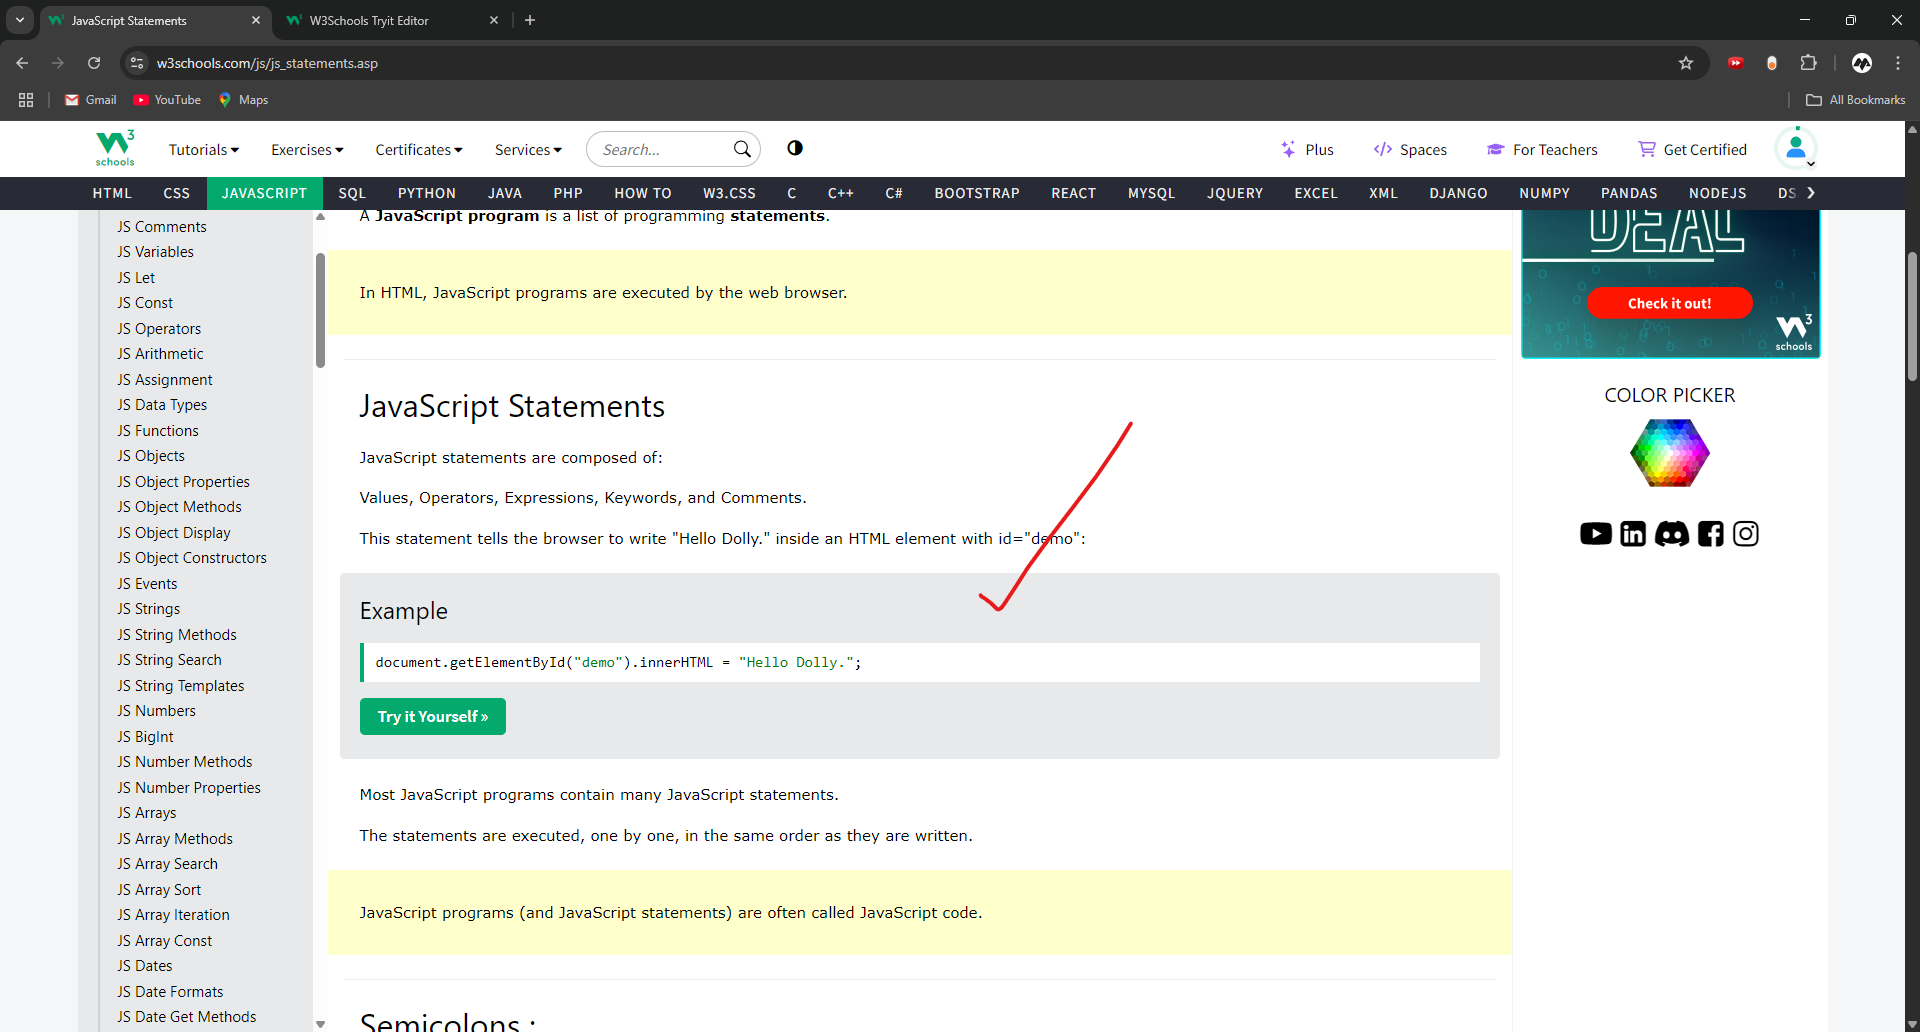 JavaScript Statements
W3Schools Tryit Editor
w3schools.com/js/js_statements.asp
Gmail
YouTube
Maps
All Bookmarks
W3 schools
Tutorials
Exercises
Certificates
Services
Search...
Plus
Spaces
For Teachers
Get Certified
HTML CSS JAVASCRIPT SQL PYTHON JAVA PHP HOW TO W3.CSS C C++ C# BOOTSTRAP REACT MYSQL JQUERY EXCEL XML DJANGO NUMPY PANDAS NODEJS DS
JS Comments
JS Variables
JS Let
JS Const
JS Operators
JS Arithmetic
JS Assignment
JS Data Types
JS Functions
JS Objects
JS Object Properties
JS Object Methods
JS Object Display
JS Object Constructors
JS Events
JS Strings
JS String Methods
JS String Search
JS String Templates
JS Numbers
JS BigInt
JS Number Methods
JS Number Properties
JS Arrays
JS Array Methods
JS Array Search
JS Array Sort
JS Array Iteration
JS Array Const
JS Dates
JS Date Formats
JS Date Get Methods
A JavaScript program is a list of programming statements.
In HTML, JavaScript programs are executed by the web browser.
JavaScript Statements
JavaScript statements are composed of:
Values, Operators, Expressions, Keywords, and Comments.
This statement tells the browser to write "Hello Dolly." inside an HTML element with id="demo":
Example
document.getElementById("demo").innerHTML = "Hello Dolly.";
Try it Yourself »
Most JavaScript programs contain many JavaScript statements.
The statements are executed, one by one, in the same order as they are written.
JavaScript programs (and JavaScript statements) are often called JavaScript code.
Semicolons ;
DEAL
Check it out!
W3 schools
COLOR PICKER